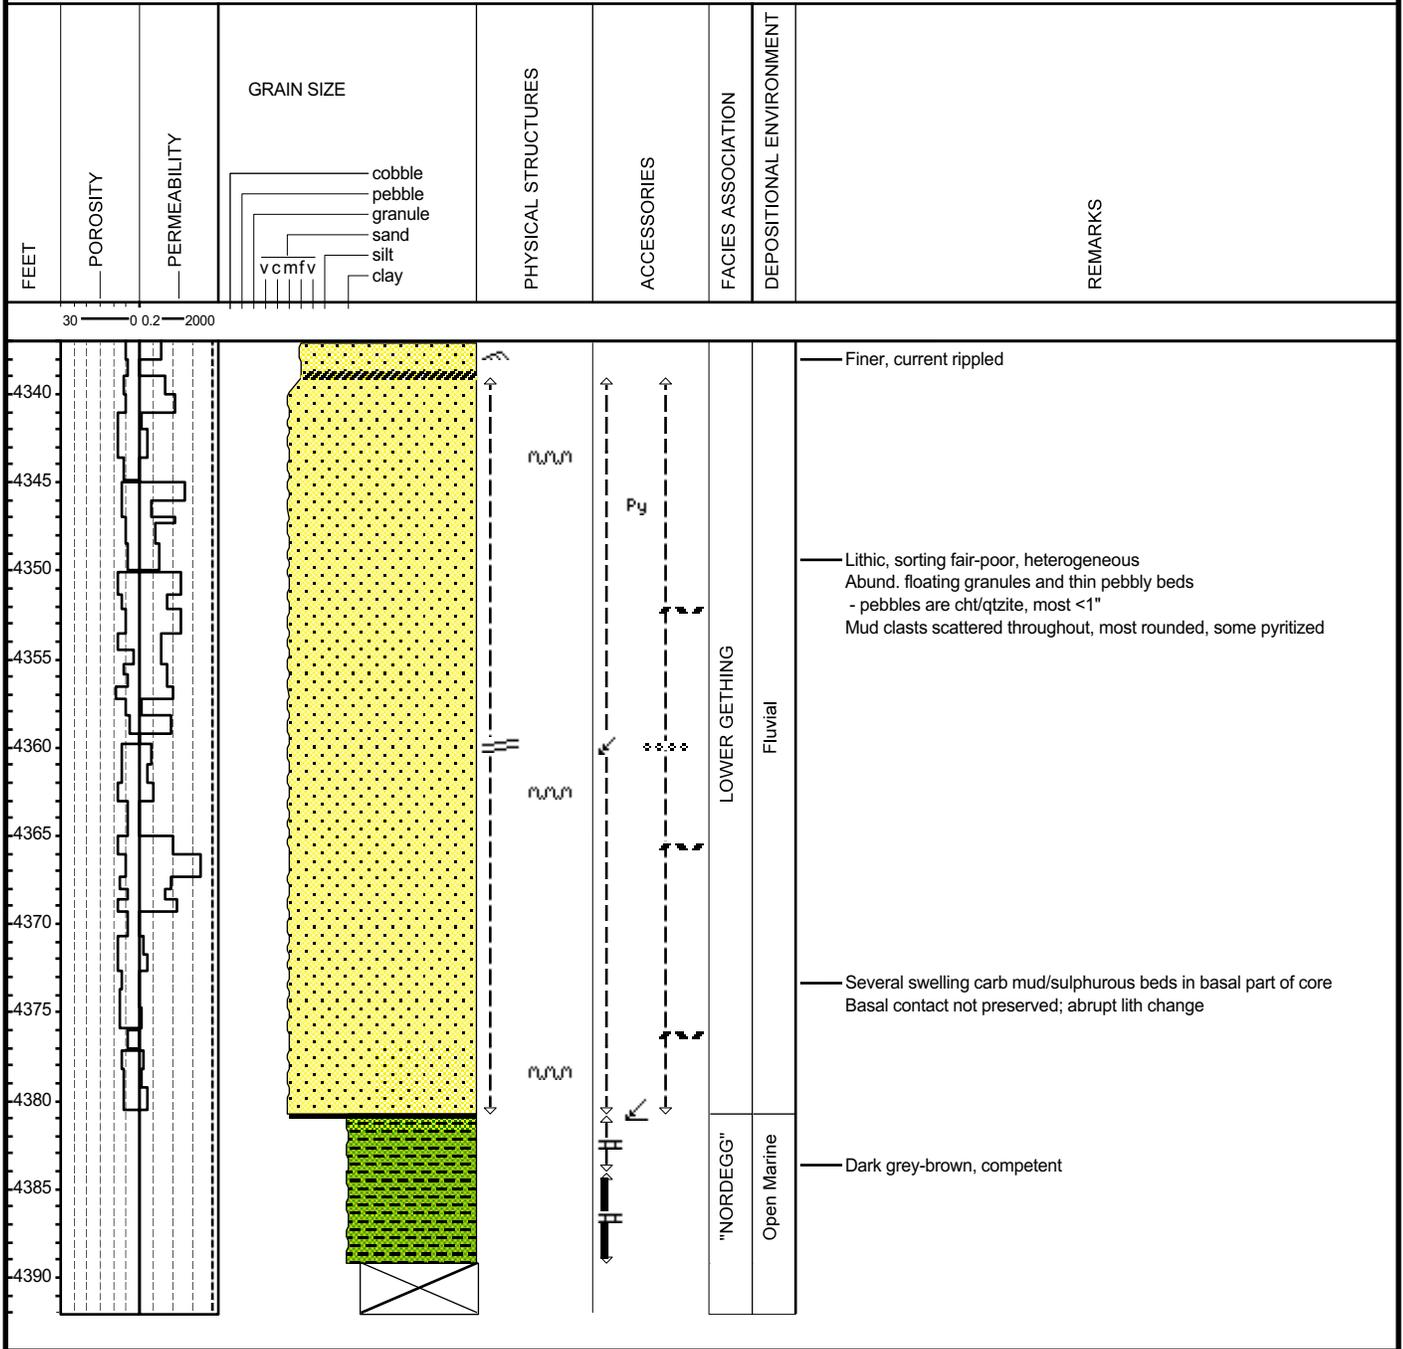 FEET
POROSITY
PERMEABILITY
GRAIN SIZE
cobble
pebble
granule
sand
silt
v c m f v
clay
PHYSICAL STRUCTURES
ACCESSORIES
FACIES ASSOCIATION
DEPOSITIONAL ENVIRONMENT
REMARKS
30 0 0.2 2000
Finer, current rippled
4340
4345
Py
4350
Lithic, sorting fair-poor, heterogeneous
Abund. floating granules and thin pebbly beds
- pebbles are cht/qtzite, most <1"
Mud clasts scattered throughout, most rounded, some pyritized
4355
LOWER GETHING
Fluvial
4360
4365
4370
Several swelling carb mud/sulphurous beds in basal part of core
4375
Basal contact not preserved; abrupt lith change
4380
"NORDEGG"
Open Marine
Dark grey-brown, competent
4385
4390